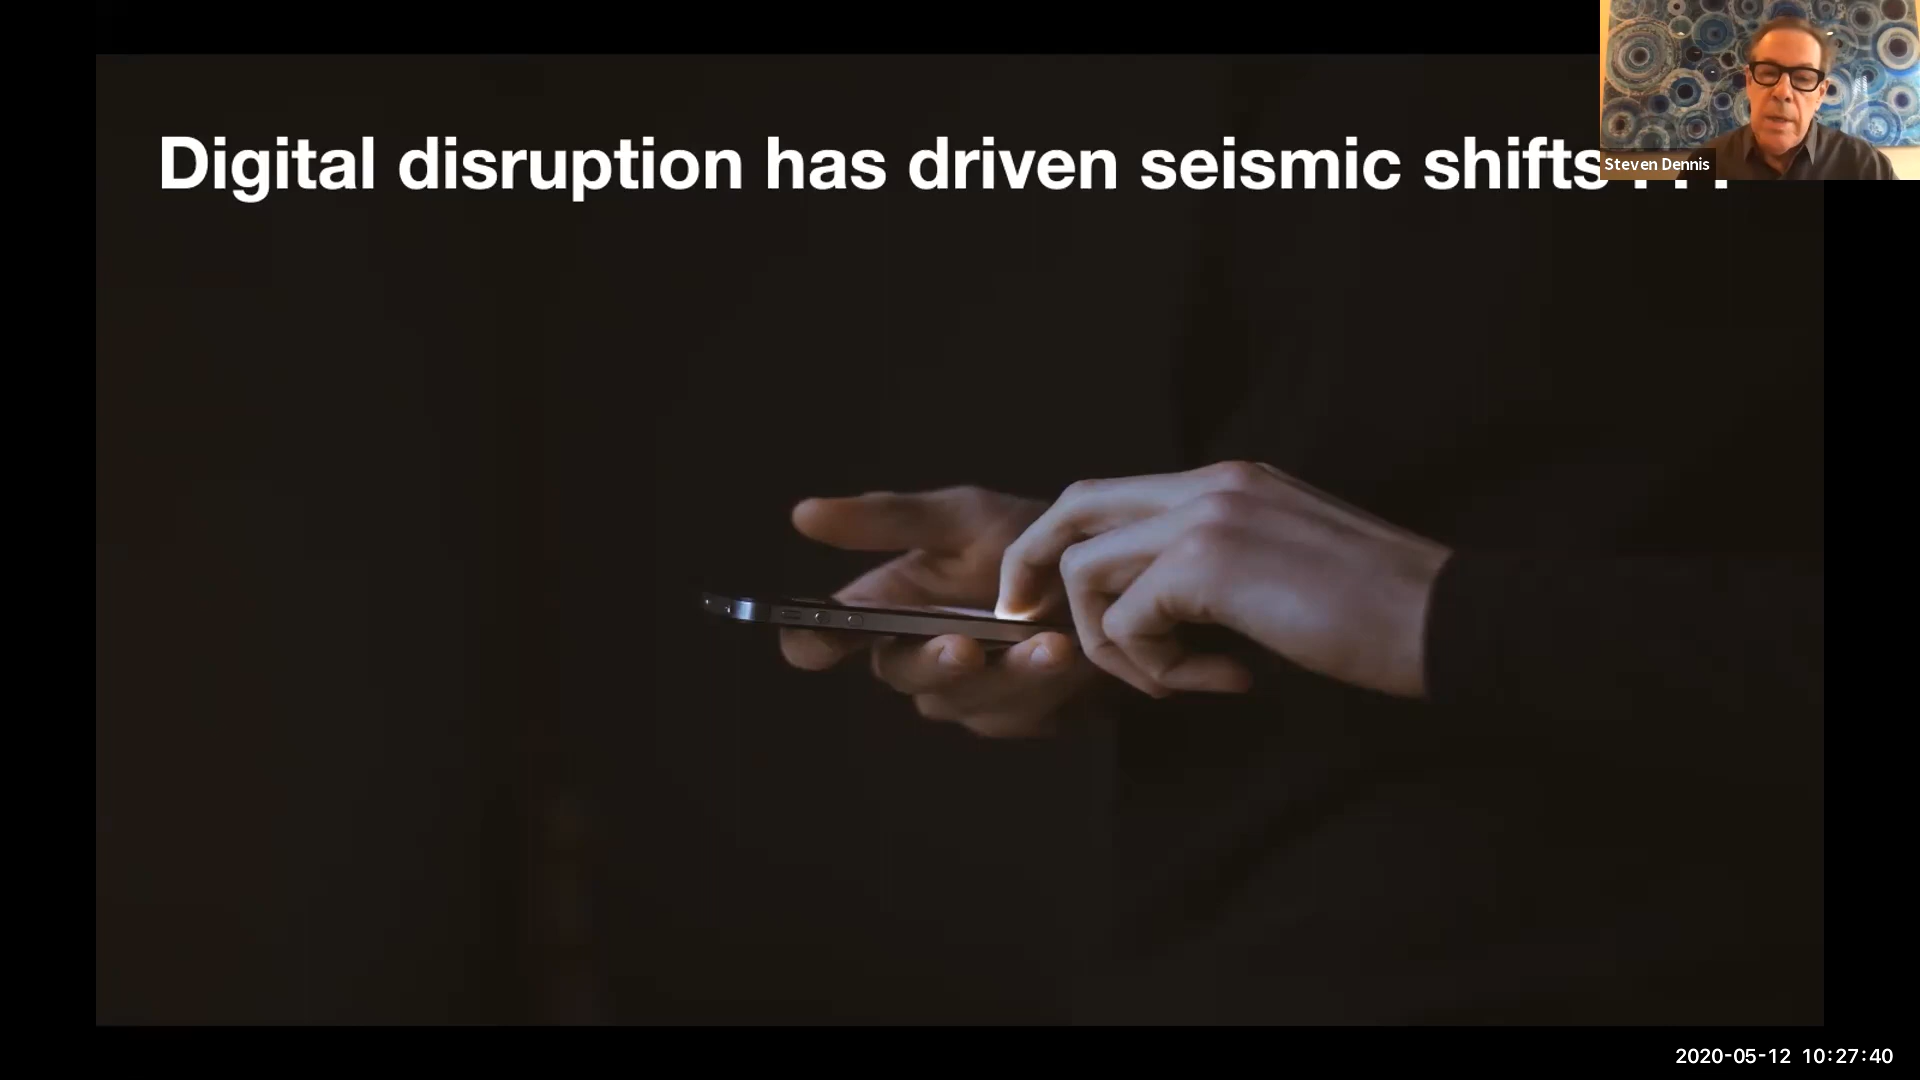 Digital disruption has driven seismic shifts . . .
Steven Dennis
2020-05-12 10:27:40